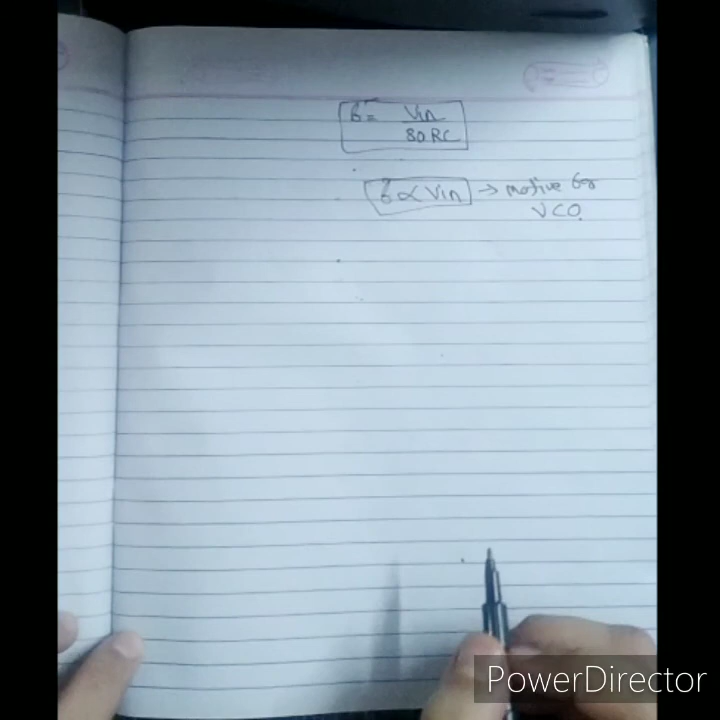 f = Vin
80 RC
f ∝ Vin → motive for
VCO.
PowerDirector